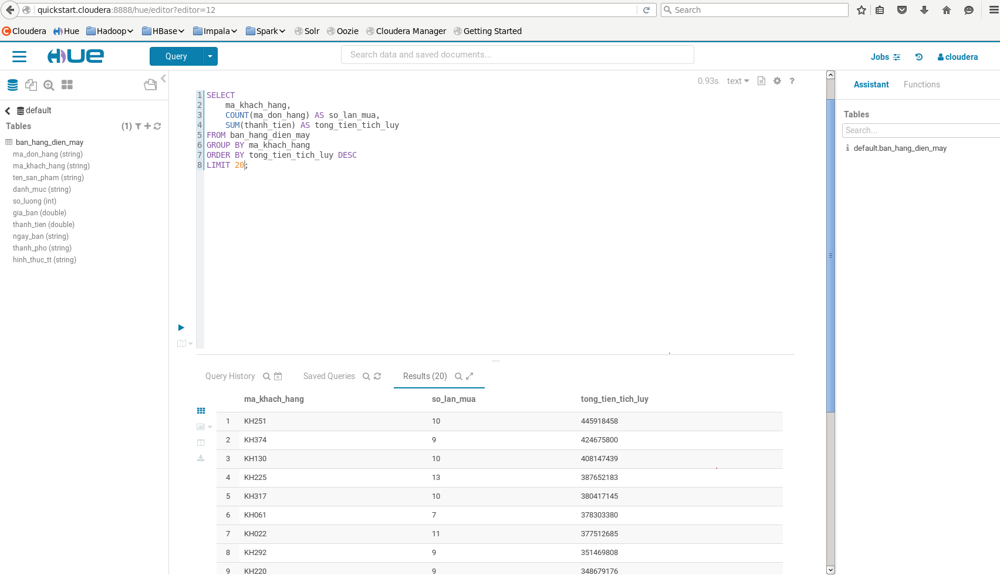 quickstart.cloudera:8888/hue/editor?editor=12
Search
Cloudera Hue Hadoop HBase Impala Spark Solr Oozie Cloudera Manager Getting Started
HUE Query Search data and saved documents... Jobs cloudera
0.93s text ?
Assistant Functions
default
Tables (1)
ban_hang_dien_may
ma_don_hang (string)
ma_khach_hang (string)
ten_san_pham (string)
danh_muc (string)
so_luong (int)
gia_ban (double)
thanh_tien (double)
ngay_ban (string)
thanh_pho (string)
hinh_thuc_tt (string)
1 SELECT
2 ma_khach_hang,
3 COUNT(ma_don_hang) AS so_lan_mua,
4 SUM(thanh_tien) AS tong_tien_tich_luy
5 FROM ban_hang_dien_may
6 GROUP BY ma_khach_hang
7 ORDER BY tong_tien_tich_luy DESC
8 LIMIT 20;
Tables
Search...
default.ban_hang_dien_may
Query History Saved Queries Results (20)
ma_khach_hang so_lan_mua tong_tien_tich_luy
1 KH251 10 445918458
2 KH374 9 424675800
3 KH130 10 408147439
4 KH225 13 387652183
5 KH317 10 380417145
6 KH061 7 378303380
7 KH022 11 377512685
8 KH292 9 351469808
9 KH220 9 348679176